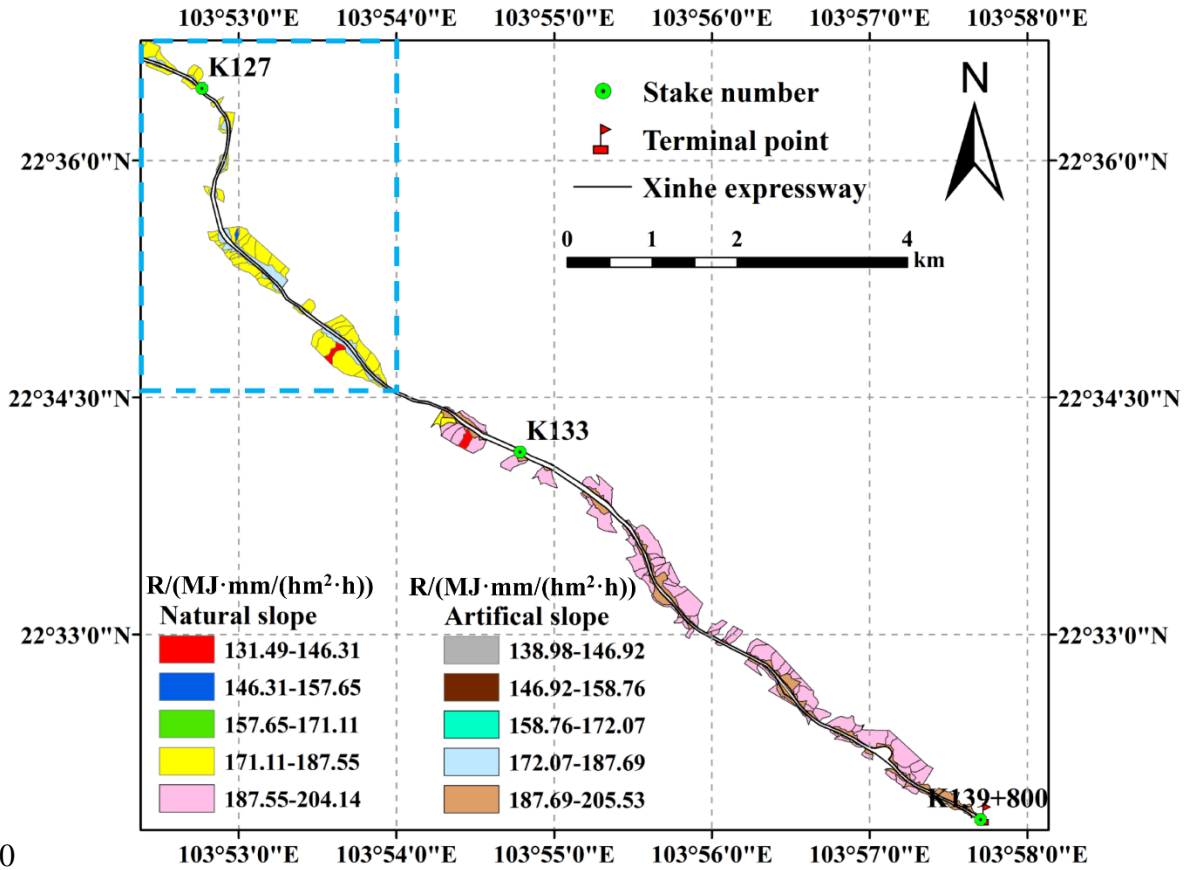 103°53'0"E 103°54'0"E 103°55'0"E 103°56'0"E 103°57'0"E 103°58'0"E
K127
N
Stake number
Terminal point
22°36'0"N 22°36'0"N
Xinhe expressway
0 1 2 4
km
22°34'30"N 22°34'30"N
K133
R/(MJ·mm/(hm²·h)) R/(MJ·mm/(hm²·h))
Natural slope Artifical slope
22°33'0"N 22°33'0"N
131.49-146.31 138.98-146.92
146.31-157.65 146.92-158.76
157.65-171.11 158.76-172.07
171.11-187.55 172.07-187.69
187.55-204.14 187.69-205.53
K139+800
0
103°53'0"E 103°54'0"E 103°55'0"E 103°56'0"E 103°57'0"E 103°58'0"E